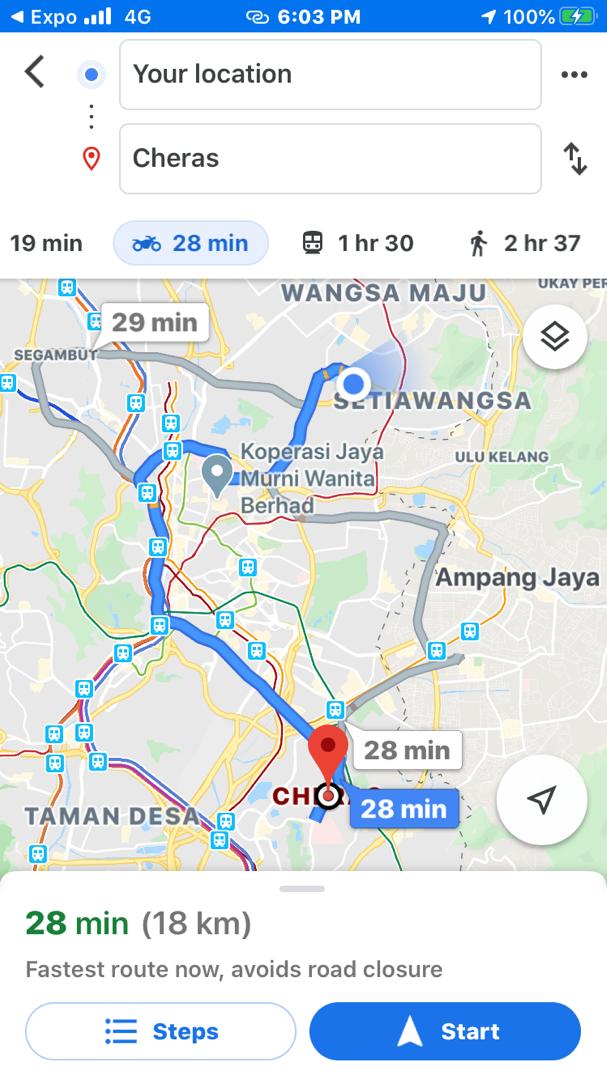 Expo 4G 6:03 PM 100%
Your location
Cheras
19 min 28 min 1 hr 30 2 hr 37
WANGSA MAJU
UKAY PER
29 min
SEGAMBUT
SETIAWANGSA
Koperasi Jaya
Murni Wanita
Berhad
ULU KELANG
Ampang Jaya
28 min
28 min
TAMAN DESA
28 min (18 km)
Fastest route now, avoids road closure
Steps
Start